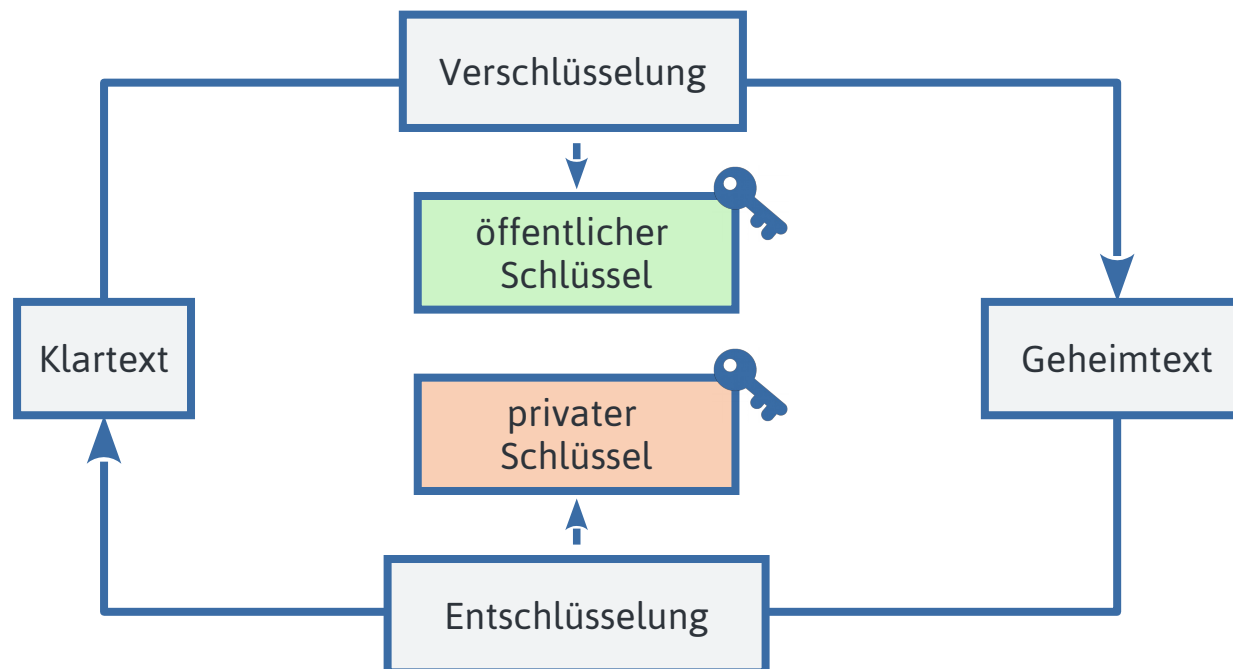 Verschlüsselung
öffentlicher
Schlüssel
Klartext
Geheimtext
privater
Schlüssel
Entschlüsselung